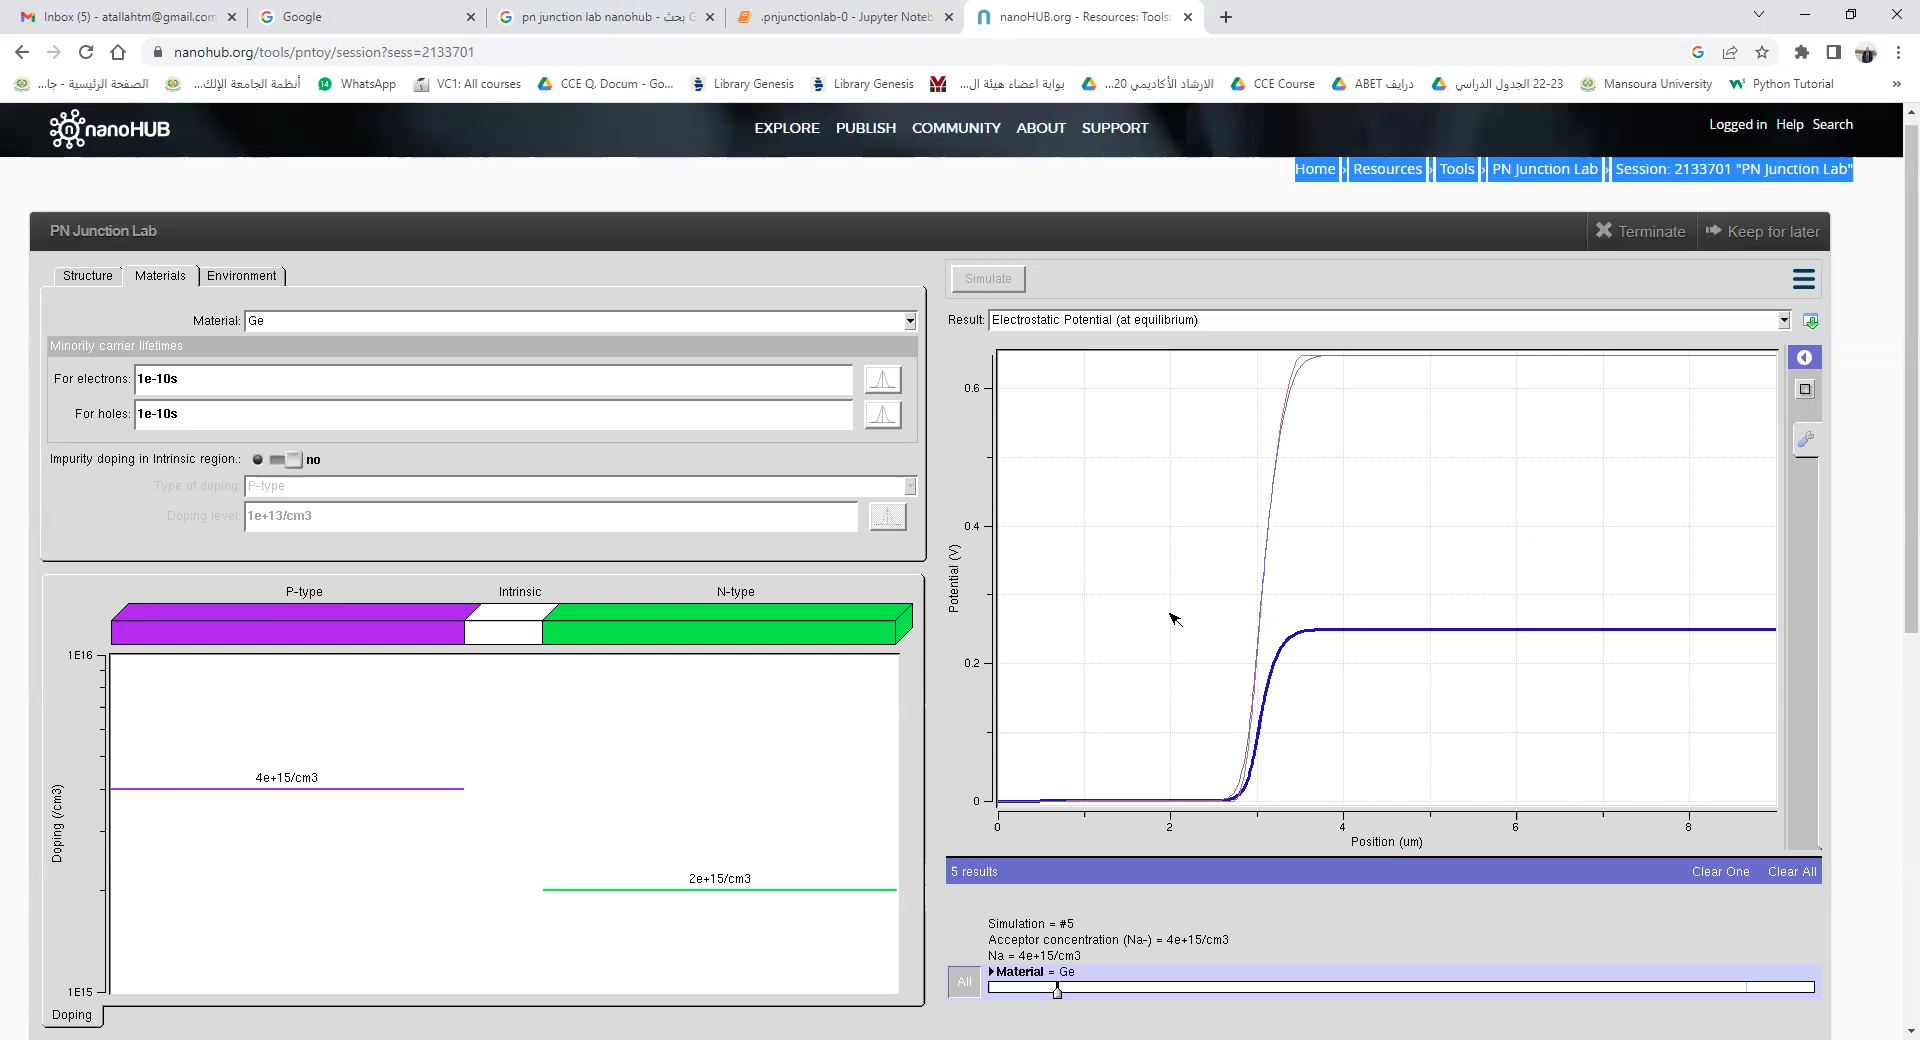 Inbox (5) - atallahtm@gmail.com
Google
pn junction lab nanohub - بحث G
.pnjunctionlab-0 - Jupyter Noteb
nanoHUB.org - Resources: Tools:
nanohub.org/tools/pntoy/session?sess=2133701
الصفحة الرئيسية - جا...
أنظمة الجامعة الإلك...
WhatsApp
VC1: All courses
CCE Q, Docum - Go...
Library Genesis
Library Genesis
بوابة اعضاء هيئة ال...
الارشاد الأكاديمي 20...
CCE Course
درايف ABET
22-23 الجدول الدراسي
Mansoura University
Python Tutorial
nanoHUB
EXPLORE PUBLISH COMMUNITY ABOUT SUPPORT
Logged in Help Search
Home › Resources › Tools › PN Junction Lab › Session: 2133701 "PN Junction Lab"
PN Junction Lab
Terminate
Keep for later
Structure Materials Environment
Material: Ge
Minority carrier lifetimes
For electrons: 1e-10s
For holes: 1e-10s
Impurity doping in Intrinsic region.: no
Type of doping: P-type
Doping level: 1e+13/cm3
P-type Intrinsic N-type
1E16
4e+15/cm3
2e+15/cm3
Doping (/cm3)
1E15
Doping
Simulate
Result: Electrostatic Potential (at equilibrium)
0.6
0.4
0.2
0
Potential (V)
0 2 4 6 8
Position (um)
5 results Clear One Clear All
Simulation = #5
Acceptor concentration (Na-) = 4e+15/cm3
Na = 4e+15/cm3
All
Material = Ge